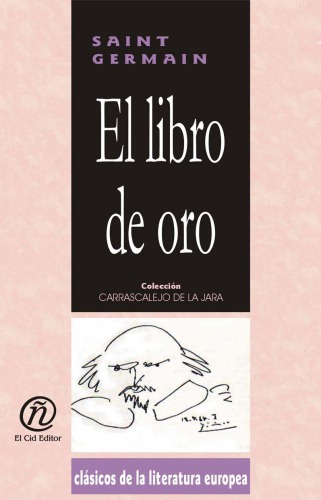 SAINT
GERMAIN
El libro
de oro
Colección
CARRASCALEJO DE LA JARA
ñ
El Cid Editor
clásicos de la literatura europea